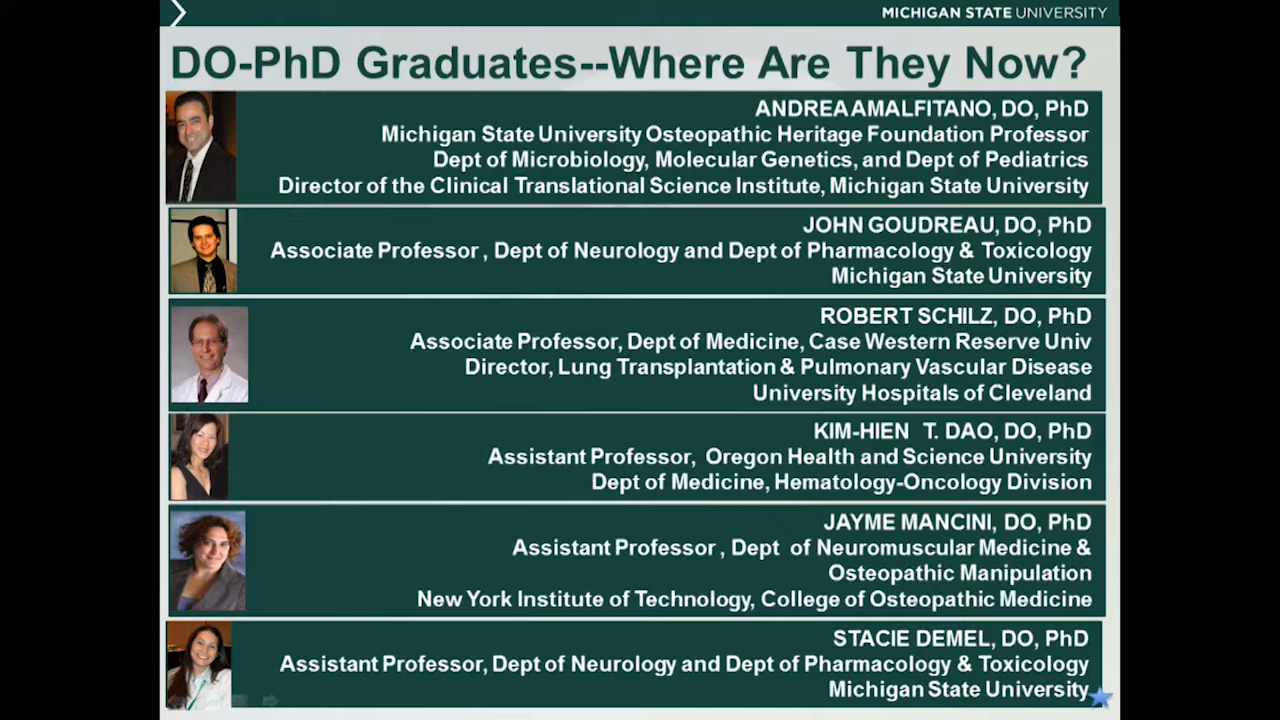 MICHIGAN STATE UNIVERSITY
DO-PhD Graduates--Where Are They Now?
ANDREA AMALFITANO, DO, PhD
Michigan State University Osteopathic Heritage Foundation Professor
Dept of Microbiology, Molecular Genetics, and Dept of Pediatrics
Director of the Clinical Translational Science Institute, Michigan State University
JOHN GOUDREAU, DO, PhD
Associate Professor , Dept of Neurology and Dept of Pharmacology & Toxicology
Michigan State University
ROBERT SCHILZ, DO, PhD
Associate Professor, Dept of Medicine, Case Western Reserve Univ
Director, Lung Transplantation & Pulmonary Vascular Disease
University Hospitals of Cleveland
KIM-HIEN T. DAO, DO, PhD
Assistant Professor, Oregon Health and Science University
Dept of Medicine, Hematology-Oncology Division
JAYME MANCINI, DO, PhD
Assistant Professor , Dept of Neuromuscular Medicine &
Osteopathic Manipulation
New York Institute of Technology, College of Osteopathic Medicine
STACIE DEMEL, DO, PhD
Assistant Professor, Dept of Neurology and Dept of Pharmacology & Toxicology
Michigan State University